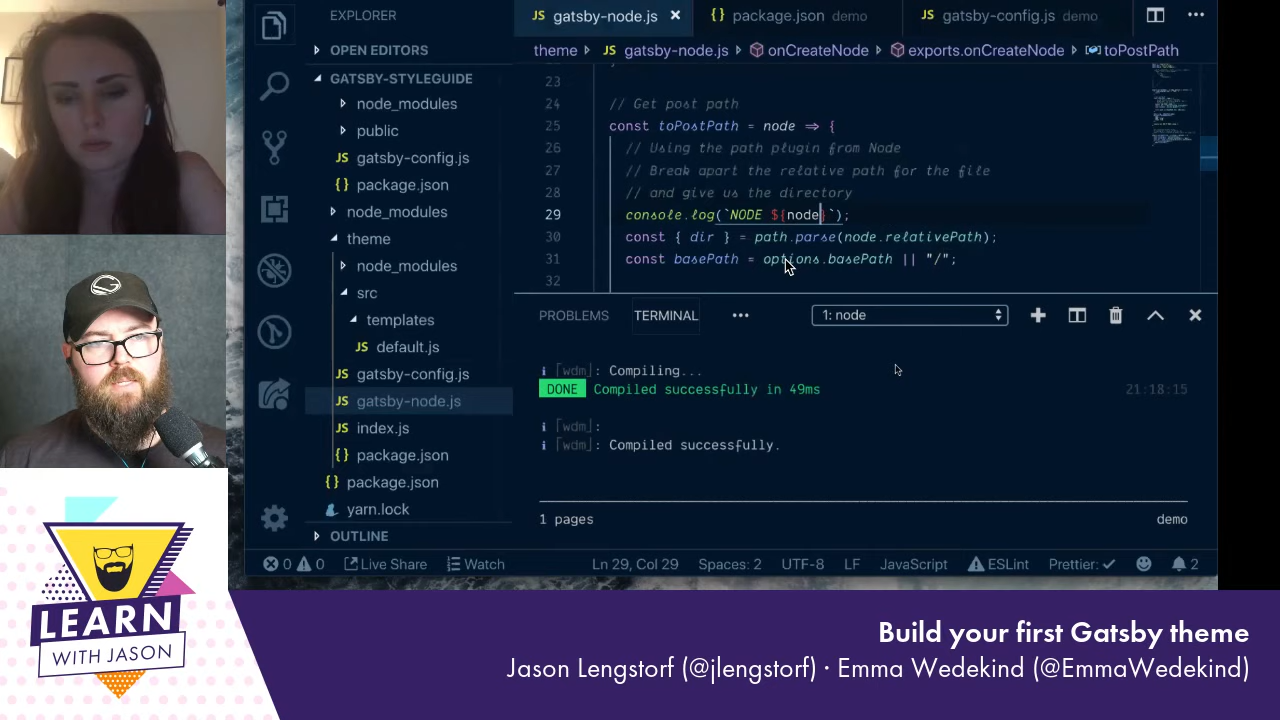 EXPLORER
OPEN EDITORS
GATSBY-STYLEGUIDE
node_modules
public
JS gatsby-config.js
{} package.json
node_modules
theme
node_modules
src
templates
JS default.js
JS gatsby-config.js
JS gatsby-node.js
JS index.js
{} package.json
{} package.json
yarn.lock
OUTLINE
JS gatsby-node.js
{} package.json demo
JS gatsby-config.js demo
theme JS gatsby-node.js onCreateNode exports.onCreateNode toPostPath
23
24 // Get post path
25 const toPostPath = node ⇒ {
26 // Using the path plugin from Node
27 // Break apart the relative path for the file
28 // and give us the directory
29 console.log(`NODE ${node}`);
30 const { dir } = path.parse(node.relativePath);
31 const basePath = options.basePath || "/";
32
PROBLEMS TERMINAL ••• 1: node
i ｢wdm｣: Compiling...
DONE Compiled successfully in 49ms 21:18:15
i ｢wdm｣:
i ｢wdm｣: Compiled successfully.
1 pages demo
0 0 Live Share Watch Ln 29, Col 29 Spaces: 2 UTF-8 LF JavaScript ESLint Prettier: ✓ 2
LEARN
WITH JASON
Build your first Gatsby theme
Jason Lengstorf (@jlengstorf) · Emma Wedekind (@EmmaWedekind)